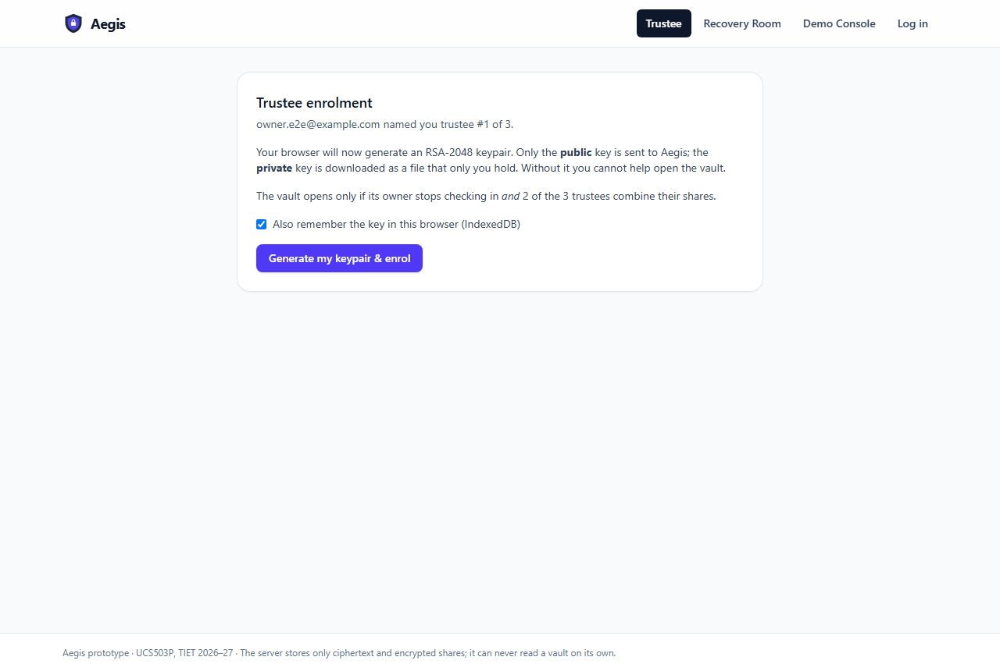 Aegis
Trustee
Recovery Room
Demo Console
Log in
Trustee enrolment
owner.e2e@example.com named you trustee #1 of 3.
Your browser will now generate an RSA-2048 keypair. Only the public key is sent to Aegis; the
private key is downloaded as a file that only you hold. Without it you cannot help open the vault.
The vault opens only if its owner stops checking in and 2 of the 3 trustees combine their shares.
Also remember the key in this browser (IndexedDB)
Generate my keypair & enrol
Aegis prototype · UCS503P, TIET 2026–27 · The server stores only ciphertext and encrypted shares; it can never read a vault on its own.